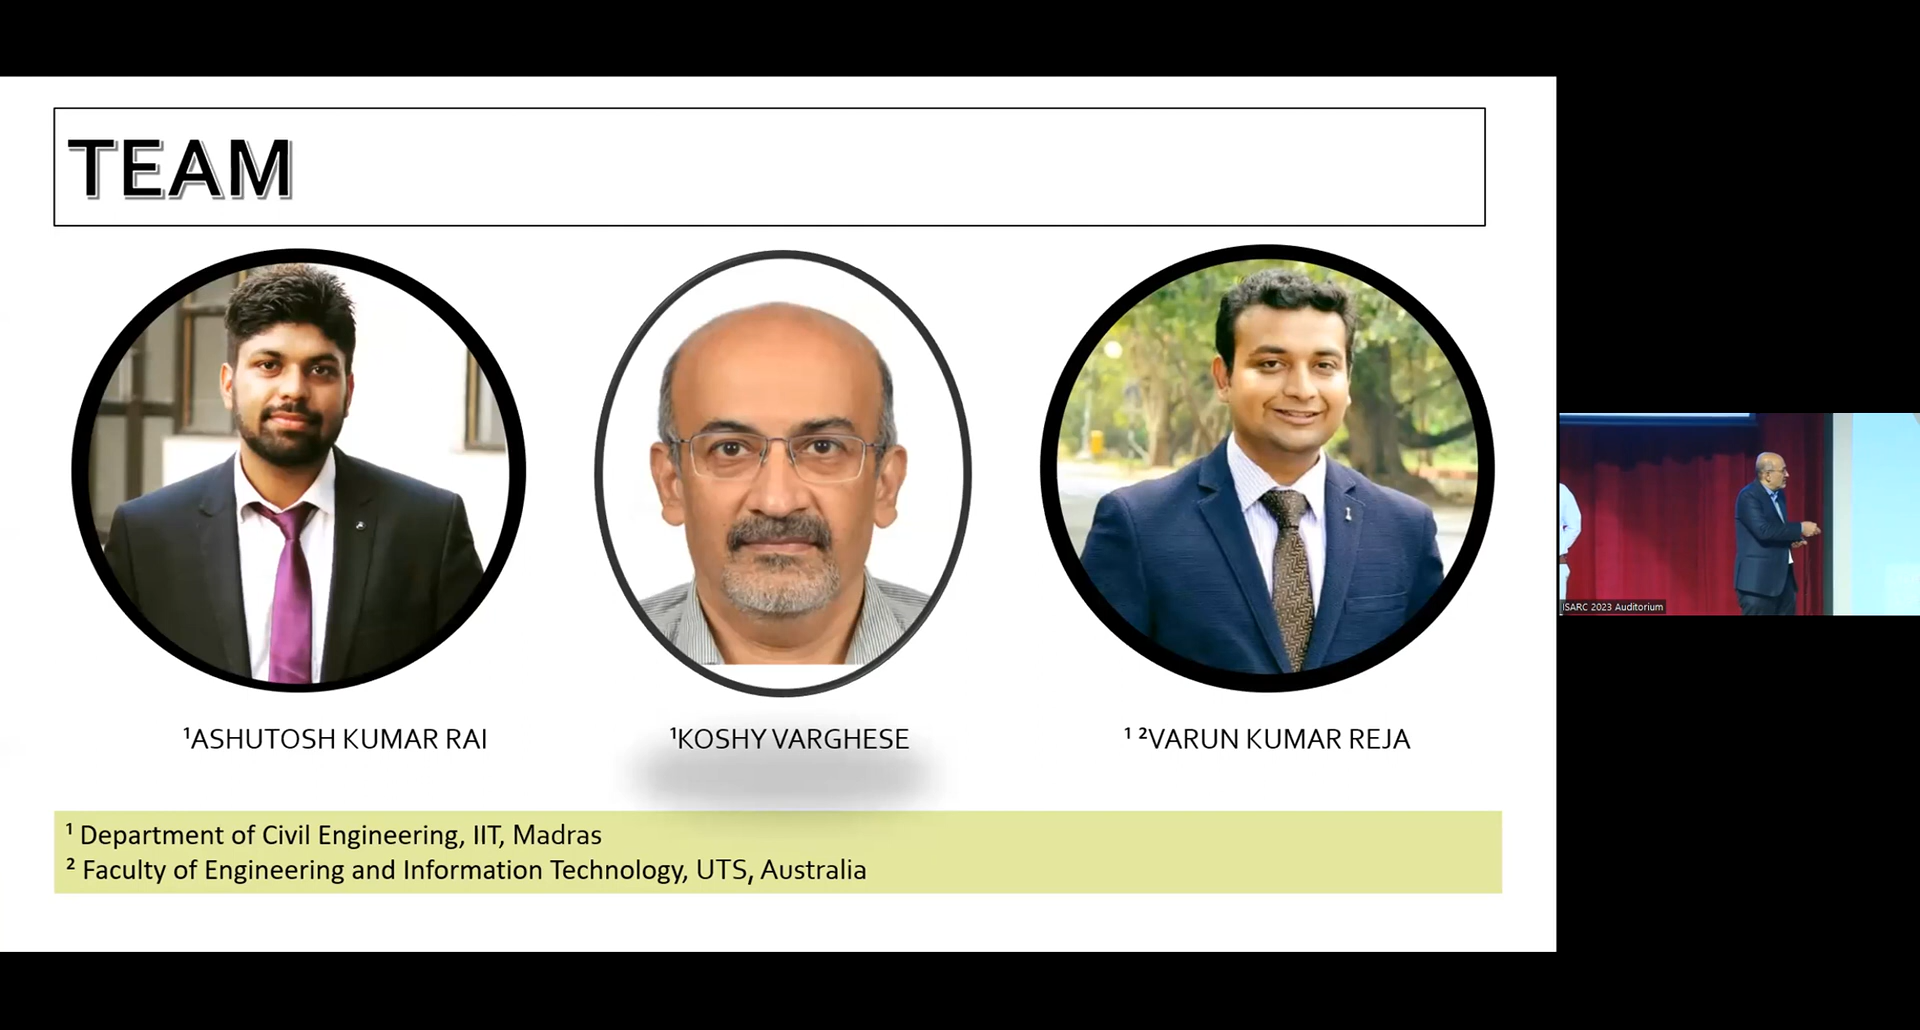 TEAM
¹ASHUTOSH KUMAR RAI
¹KOSHY VARGHESE
¹ ²VARUN KUMAR REJA
¹ Department of Civil Engineering, IIT, Madras
² Faculty of Engineering and Information Technology, UTS, Australia
ISARC 2023 Auditorium